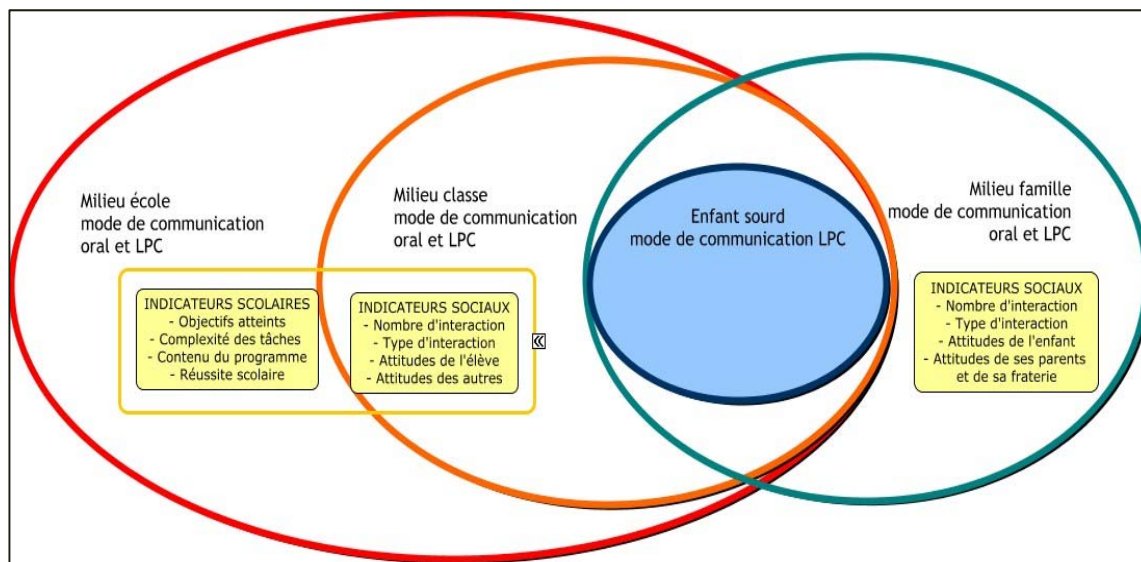 Milieu école
mode de communication
oral et LPC
Milieu classe
mode de communication
oral et LPC
Enfant sourd
mode de communication LPC
Milieu famille
mode de communication
oral et LPC
INDICATEURS SCOLAIRES
- Objectifs atteints
- Complexité des tâches
- Contenu du programme
- Réussite scolaire
INDICATEURS SOCIAUX
- Nombre d'interaction
- Type d'interaction
- Attitudes de l'élève
- Attitudes des autres
INDICATEURS SOCIAUX
- Nombre d'interaction
- Type d'interaction
- Attitudes de l'enfant
- Attitudes de ses parents
et de sa fraterie